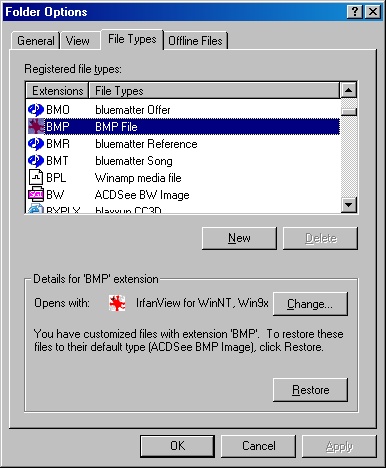 Folder Options
General View File Types Offline Files
Registered file types:
Extensions File Types
BMO bluematter Offer
BMP BMP File
BMR bluematter Reference
BMT bluematter Song
BPL Winamp media file
BW ACDSee BW Image
BXPLX blaxxun CC3D
New Delete
Details for 'BMP' extension
Opens with: IrfanView for WinNT, Win9x Change...
You have customized files with extension 'BMP'. To restore these
files to their default type (ACDSee BMP Image), click Restore.
Restore
OK Cancel Apply